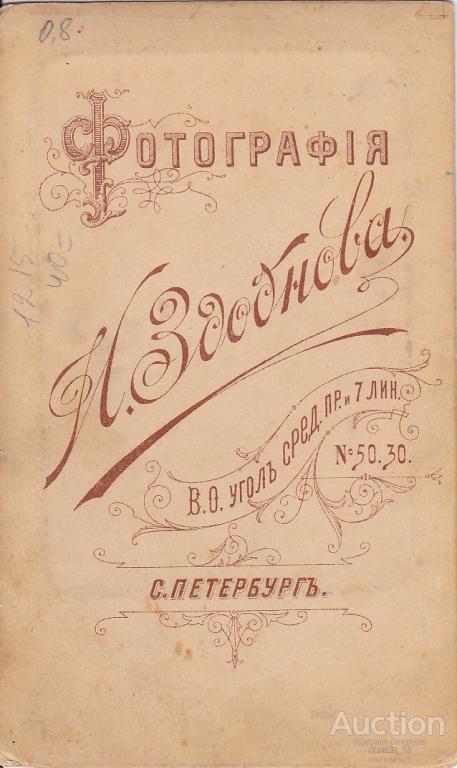 0,8
ФОТОГРАФІЯ
И. Здобнова.
В.О. УГОЛЪ СРЕД. ПР. и 7 ЛИН.
№ 50. 30.
С. ПЕТЕРБУРГЪ.
12 15
40=
Auction